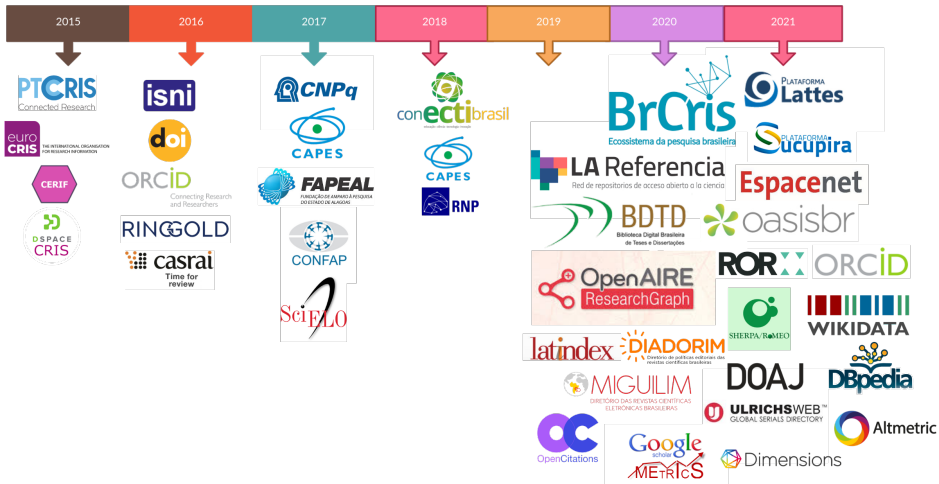 2015
2016
2017
2018
2019
2020
2021
PTCRIS
Connected Research
euro
CRIS
THE INTERNATIONAL ORGANISATION
FOR RESEARCH INFORMATION
CERIF
DSPACE
CRIS
isni
doi
ORCID
Connecting Research
and Researchers
RINGGOLD
casrai
Time for
review
CNPq
CAPES
FAPEAL
FUNDAÇÃO DE AMPARO À PESQUISA
DO ESTADO DE ALAGOAS
CONFAP
SciELO
conectibrasil
CAPES
RNP
BrCris
Ecossistema da pesquisa brasileira
LA Referencia
Red de repositorios de acceso abierto a la ciencia
BDTD
Biblioteca Digital Brasileira
de Teses e Dissertações
OpenAIRE
ResearchGraph
latindex
DIADORIM
Diretório de políticas editoriais das
revistas científicas brasileiras
MIGUILIM
DIRETÓRIO DAS REVISTAS CIENTÍFICAS
ELETRÔNICAS BRASILEIRAS
OpenCitations
Google
scholar
METRICS
PLATAFORMA
Lattes
PLATAFORMA
Sucupira
Espacenet
oasisbr
ROR
ORCID
SHERPA/RoMEO
WIKIDATA
DOAJ
DBpedia
ULRICHSWEB™
GLOBAL SERIALS DIRECTORY
Altmetric
Dimensions